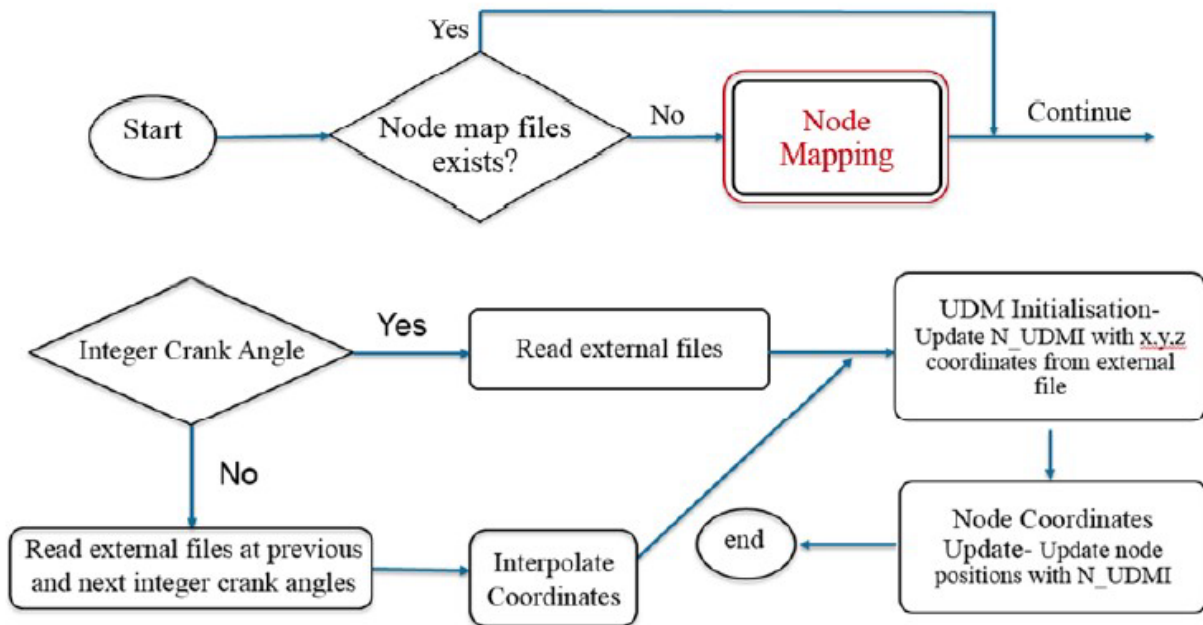 Yes
Start
Node map files
exists?
No
Node
Mapping
Continue
Integer Crank Angle
Yes
Read external files
UDM Initialisation-
Update N_UDMI with x.y.z
coordinates from external
file
No
Read external files at previous
and next integer crank angles
Interpolate
Coordinates
end
Node Coordinates
Update- Update node
positions with N_UDMI